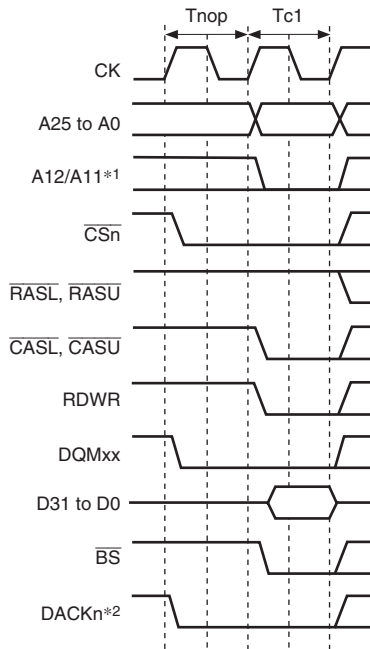 Tnop Tc1
CK
A25 to A0
A12/A11*1
CSn
RASL, RASU
CASL, CASU
RDWR
DQMxx
D31 to D0
BS
DACKn*2